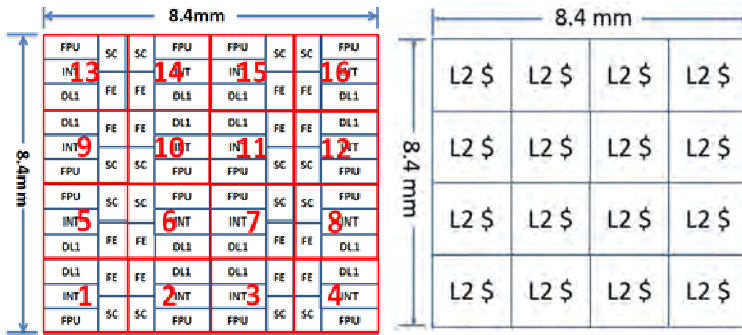 8.4mm
8.4mm
FPU SC SC FPU FPU SC SC FPU
INT 13 14 INT INT 15 16 INT
DL1 FE FE DL1 DL1 FE FE DL1
DL1 FE FE DL1 DL1 FE FE DL1
INT 9 10 INT INT 11 12 INT
FPU SC SC FPU FPU SC SC FPU
FPU SC SC FPU FPU SC SC FPU
INT 5 6 INT INT 7 8 INT
DL1 FE FE DL1 DL1 FE FE DL1
DL1 FE FE DL1 DL1 FE FE DL1
INT 1 2 INT INT 3 4 INT
FPU SC SC FPU FPU SC SC FPU
8.4 mm
8.4 mm
L2 $ L2 $ L2 $ L2 $
L2 $ L2 $ L2 $ L2 $
L2 $ L2 $ L2 $ L2 $
L2 $ L2 $ L2 $ L2 $